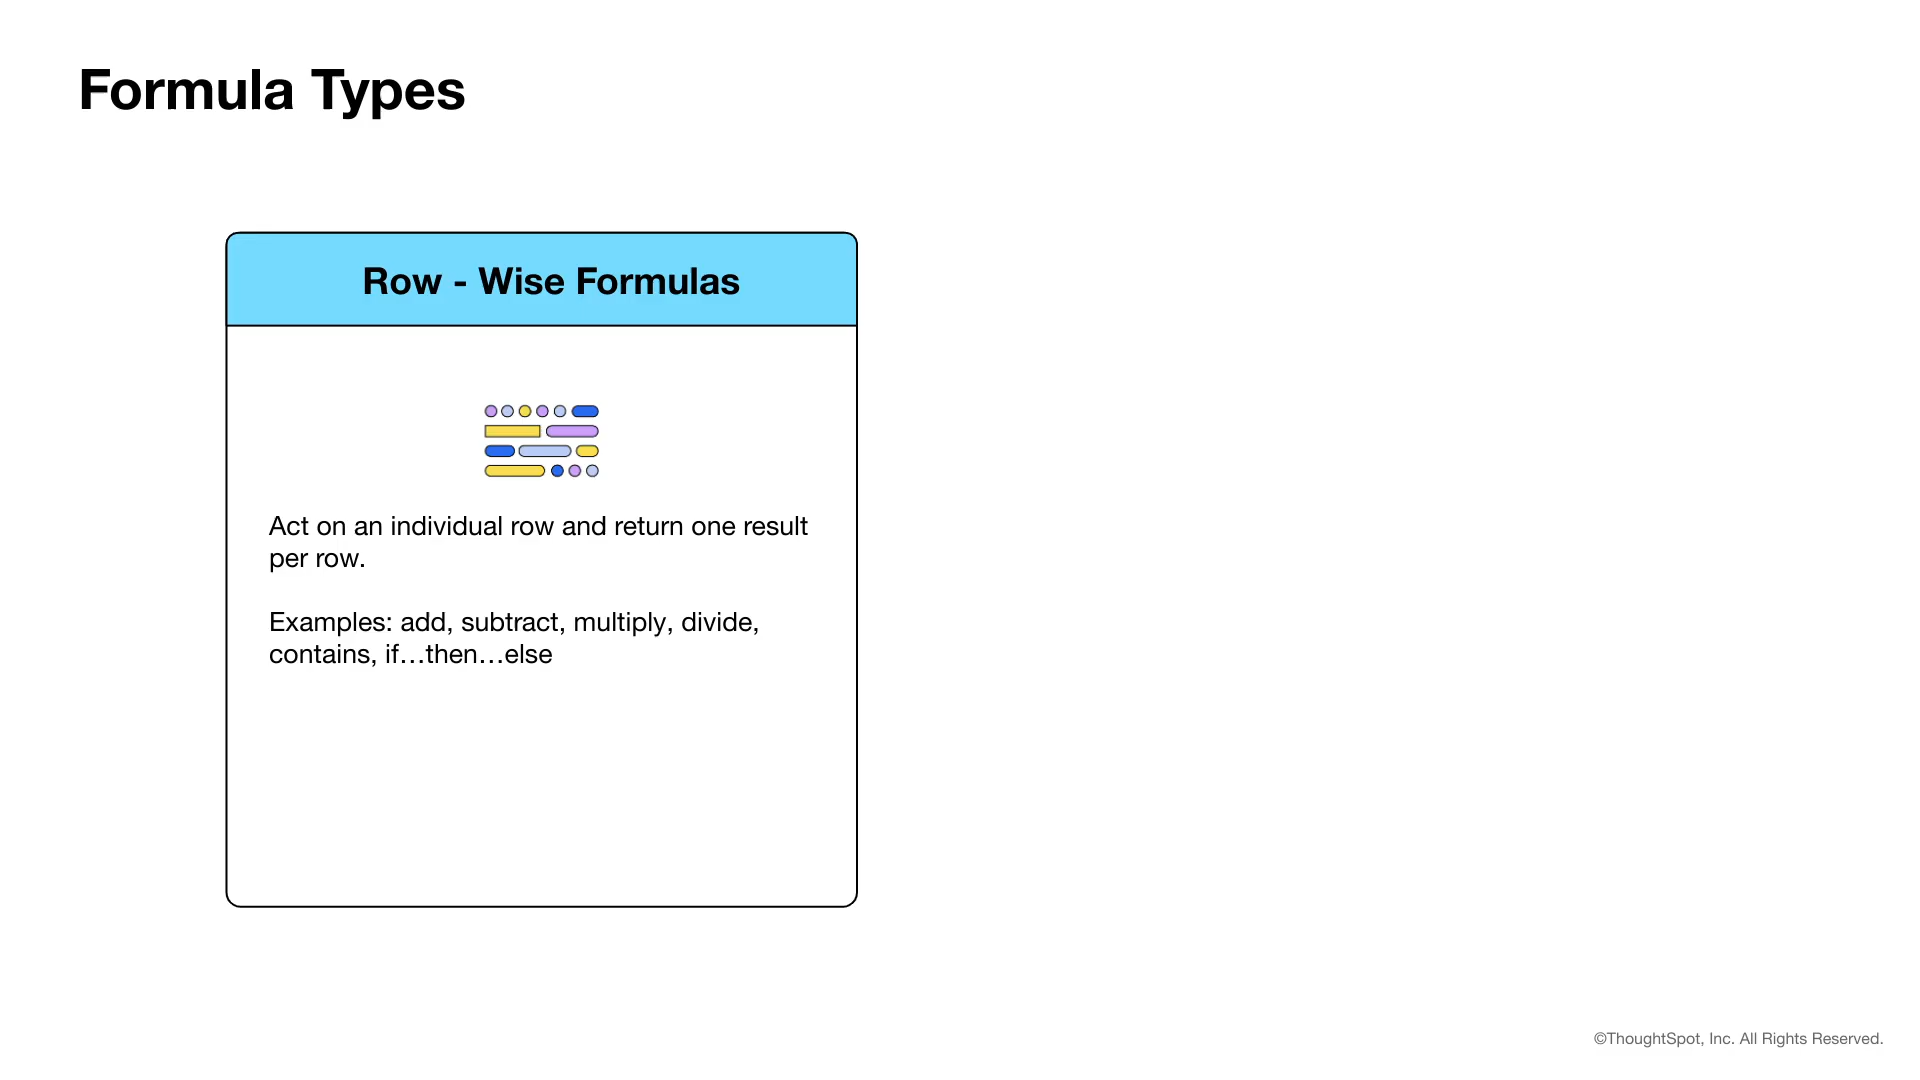 Formula Types
Row - Wise Formulas
Act on an individual row and return one result
per row.
Examples: add, subtract, multiply, divide,
contains, if…then…else
©ThoughtSpot, Inc. All Rights Reserved.